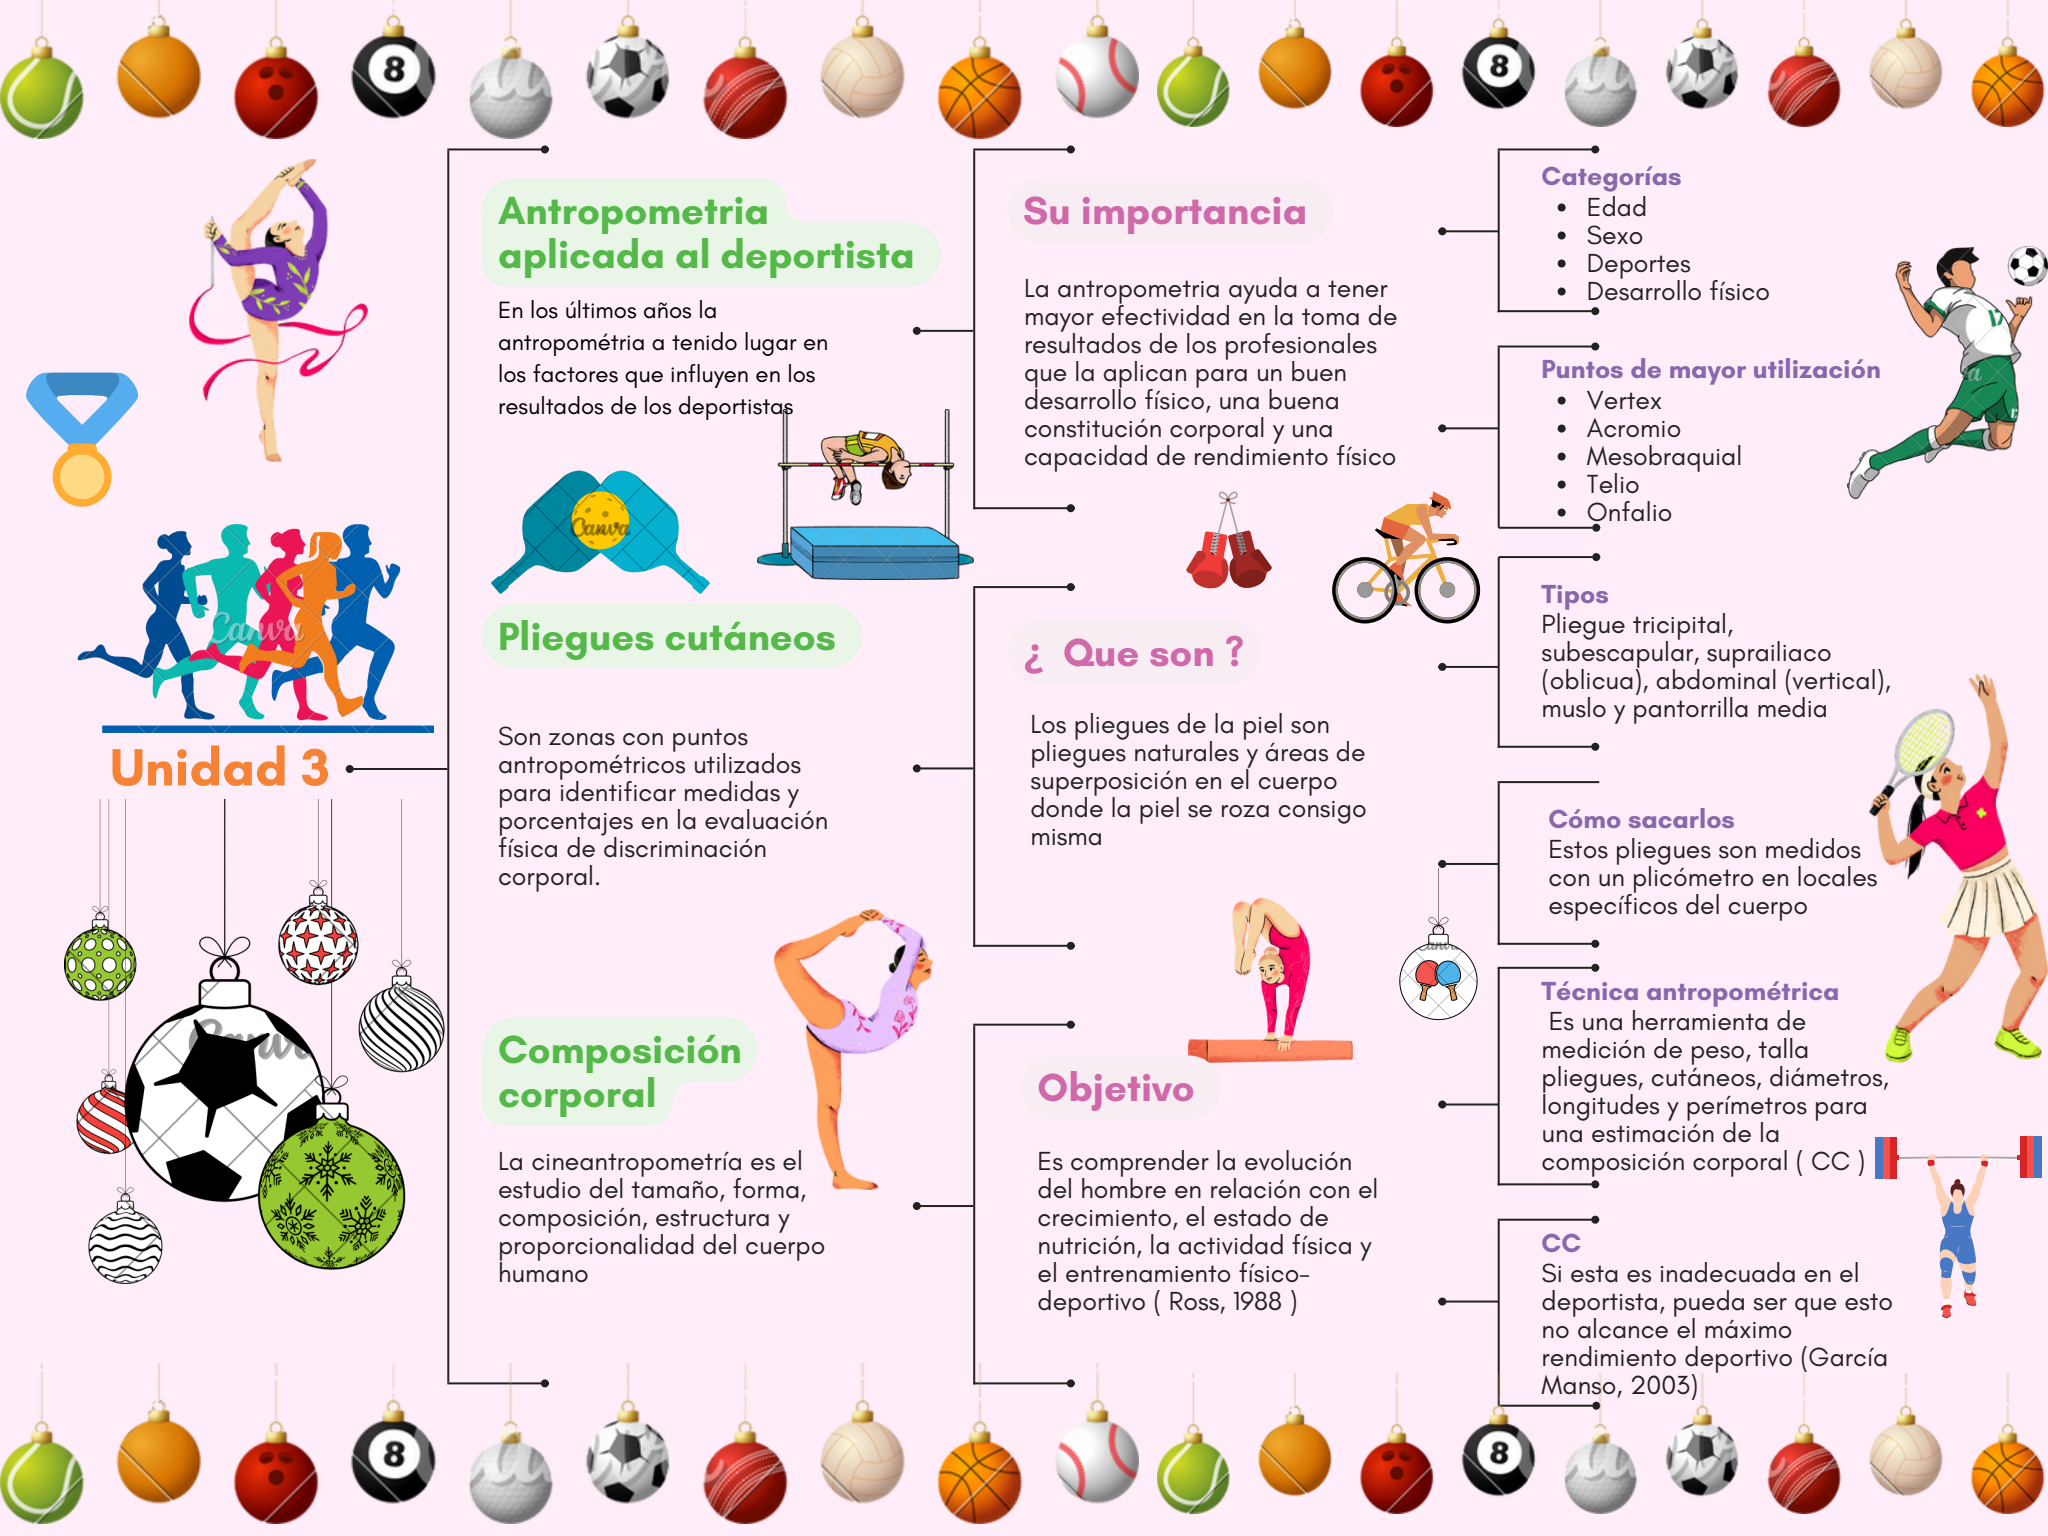 Unidad 3
Antropometria
aplicada al deportista
En los últimos años la
antropométria a tenido lugar en
los factores que influyen en los
resultados de los deportistas
Pliegues cutáneos
Son zonas con puntos
antropométricos utilizados
para identificar medidas y
porcentajes en la evaluación
física de discriminación
corporal.
Composición
corporal
La cineantropometría es el
estudio del tamaño, forma,
composición, estructura y
proporcionalidad del cuerpo
humano
Su importancia
La antropometria ayuda a tener
mayor efectividad en la toma de
resultados de los profesionales
que la aplican para un buen
desarrollo físico, una buena
constitución corporal y una
capacidad de rendimiento físico
¿ Que son ?
Los pliegues de la piel son
pliegues naturales y áreas de
superposición en el cuerpo
donde la piel se roza consigo
misma
Objetivo
Es comprender la evolución
del hombre en relación con el
crecimiento, el estado de
nutrición, la actividad física y
el entrenamiento físico-
deportivo ( Ross, 1988 )
Categorías
• Edad
• Sexo
• Deportes
• Desarrollo físico
Puntos de mayor utilización
• Vertex
• Acromio
• Mesobraquial
• Telio
• Onfalio
Tipos
Pliegue tricipital,
subescapular, suprailiaco
(oblicua), abdominal (vertical),
muslo y pantorrilla media
Cómo sacarlos
Estos pliegues son medidos
con un plicómetro en locales
específicos del cuerpo
Técnica antropométrica
Es una herramienta de
medición de peso, talla
pliegues, cutáneos, diámetros,
longitudes y perímetros para
una estimación de la
composición corporal ( CC )
CC
Si esta es inadecuada en el
deportista, pueda ser que esto
no alcance el máximo
rendimiento deportivo (García
Manso, 2003)
8
8
8
8
Canva
Canva
Canva
Canva
17